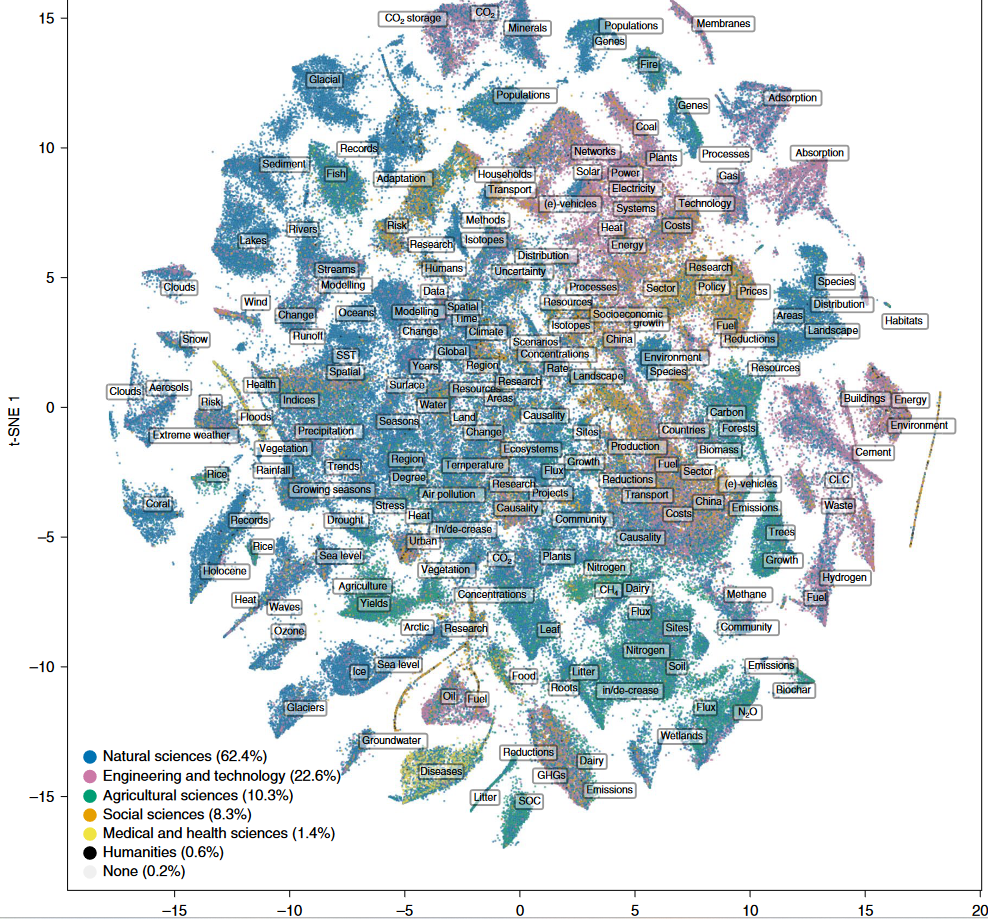 15
CO2 storage
CO2
Minerals
Populations
Genes
Membranes
Fire
Glacial
Populations
Adsorption
Genes
Coal
10
Records
Networks
Processes
Absorption
Sediment
Fish
Adaptation
Households
Solar
Power
Plants
Gas
Transport
Electricity
(e)-vehicles
Systems
Technology
Rivers
Risk
Methods
Heat
Costs
Lakes
Research
Isotopes
Energy
5
Streams
Humans
Distribution
Uncertainty
Research
Clouds
Modelling
Data
Processes
Sector
Policy
Prices
Species
Wind
Change
Oceans
Modelling
Spatial
Time
Resources
Socioeconomic
growth
Areas
Distribution
Habitats
Snow
Runoff
Change
Climate
Isotopes
China
Fuel
Reductions
Landscape
SST
Global
Scenarios
Concentrations
Environment
Spatial
Years
Region
Rate
Landscape
Species
Resources
Clouds
Aerosols
Health
Surface
Resources
Research
Areas
Indices
Buildings
Energy
0
Risk
Floods
Water
Land
Causality
Carbon
Environment
Extreme weather
Precipitation
Seasons
Change
Sites
Countries
Forests
Vegetation
Ecosystems
Production
Biomass
Cement
Rainfall
Trends
Region
Temperature
Flux
Growth
Fuel
Sector
Rice
Growing seasons
Degree
Research
Reductions
(e)-vehicles
CLC
Coral
Air pollution
Projects
Transport
China
Emissions
Waste
Records
Drought
Stress
Heat
Causality
Community
Costs
−5
In/de-crease
Causality
Trees
Rice
Sea level
Urban
CO2
Plants
Growth
Holocene
Vegetation
Nitrogen
Hydrogen
Heat
Waves
Agriculture
Yields
Concentrations
CH4
Dairy
Methane
Fuel
Ozone
Arctic
Research
Leaf
Flux
Sites
Community
−10
Ice
Sea level
Food
Litter
Nitrogen
Soil
Emissions
Glaciers
Oil
Fuel
Roots
in/de-crease
Biochar
Flux
N2O
Groundwater
Wetlands
Reductions
Dairy
Diseases
GHGs
Emissions
−15
Litter
SOC
t-SNE 1
Natural sciences (62.4%)
Engineering and technology (22.6%)
Agricultural sciences (10.3%)
Social sciences (8.3%)
Medical and health sciences (1.4%)
Humanities (0.6%)
None (0.2%)
−15
−10
−5
0
5
10
15
20